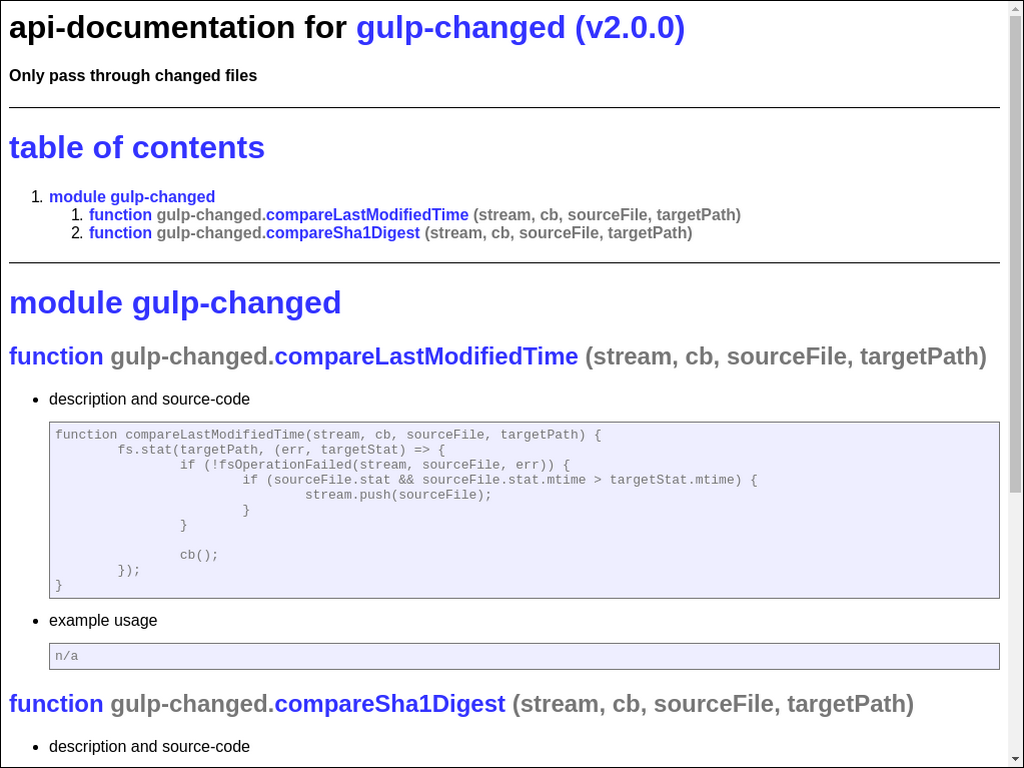 api-documentation for gulp-changed (v2.0.0)
Only pass through changed files
table of contents
1. module gulp-changed
1. function gulp-changed.compareLastModifiedTime (stream, cb, sourceFile, targetPath)
2. function gulp-changed.compareSha1Digest (stream, cb, sourceFile, targetPath)
module gulp-changed
function gulp-changed.compareLastModifiedTime (stream, cb, sourceFile, targetPath)
• description and source-code
function compareLastModifiedTime(stream, cb, sourceFile, targetPath) {
        fs.stat(targetPath, (err, targetStat) => {
                if (!fsOperationFailed(stream, sourceFile, err)) {
                        if (sourceFile.stat && sourceFile.stat.mtime > targetStat.mtime) {
                                stream.push(sourceFile);
                        }
                }
                cb();
        });
}
• example usage
n/a
function gulp-changed.compareSha1Digest (stream, cb, sourceFile, targetPath)
• description and source-code